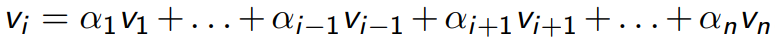 vᵢ = α₁v₁ + … + αᵢ₋₁vᵢ₋₁ + αᵢ₊₁vᵢ₊₁ + … + αₙvₙ